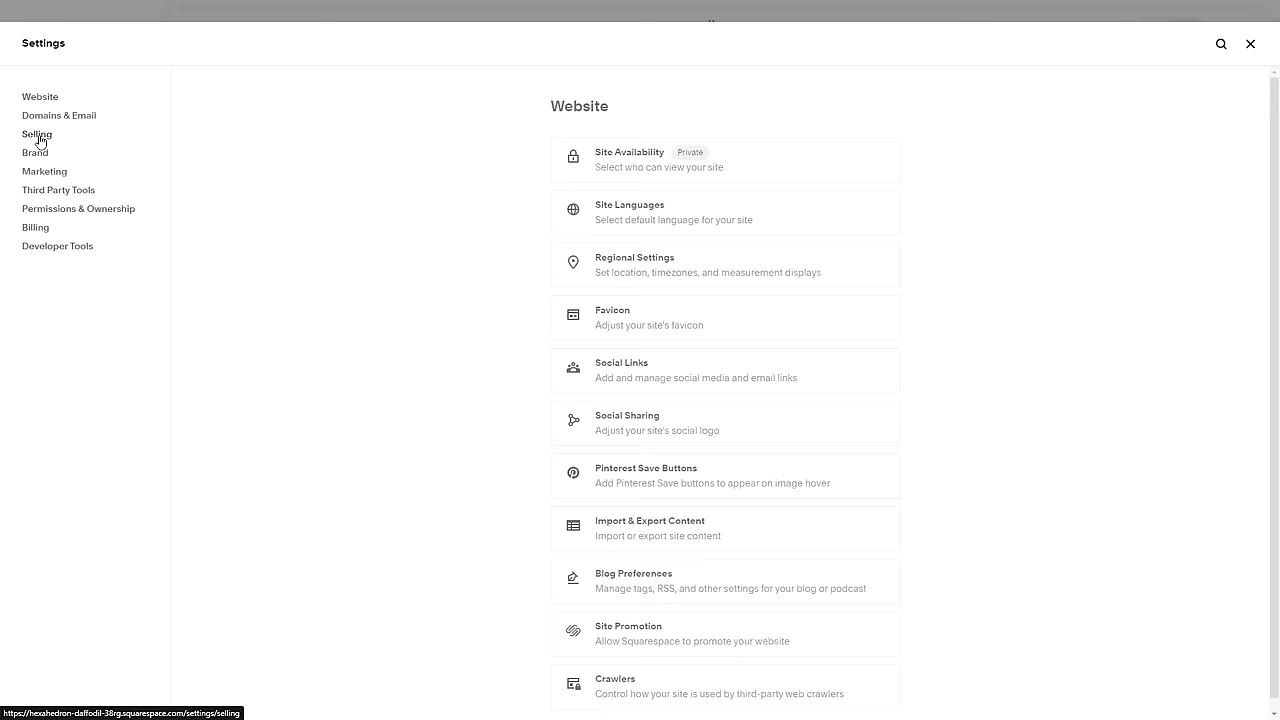 Settings
Website
Domains & Email
Selling
Brand
Marketing
Third Party Tools
Permissions & Ownership
Billing
Developer Tools
Website
Site Availability Private
Select who can view your site
Site Languages
Select default language for your site
Regional Settings
Set location, timezones, and measurement displays
Favicon
Adjust your site's favicon
Social Links
Add and manage social media and email links
Social Sharing
Adjust your site's social logo
Pinterest Save Buttons
Add Pinterest Save buttons to appear on image hover
Import & Export Content
Import or export site content
Blog Preferences
Manage tags, RSS, and other settings for your blog or podcast
Site Promotion
Allow Squarespace to promote your website
Crawlers
Control how your site is used by third-party web crawlers
https://hexahedron-daffodil-38rg.squarespace.com/settings/selling